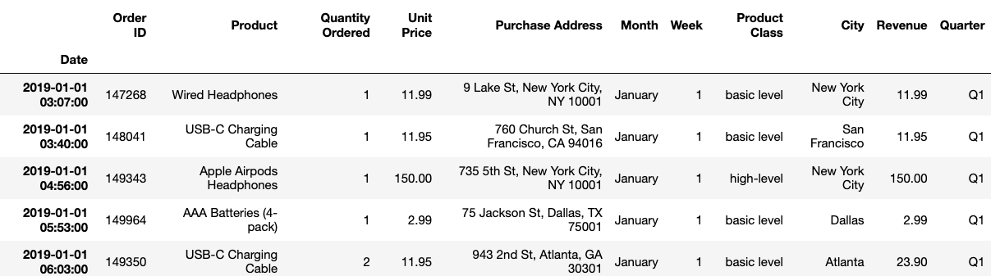 Order ID Product Quantity Ordered Unit Price Purchase Address Month Week Product Class City Revenue Quarter
Date
2019-01-01 03:07:00 147268 Wired Headphones 1 11.99 9 Lake St, New York City, NY 10001 January 1 basic level New York City 11.99 Q1
2019-01-01 03:40:00 148041 USB-C Charging Cable 1 11.95 760 Church St, San Francisco, CA 94016 January 1 basic level San Francisco 11.95 Q1
2019-01-01 04:56:00 149343 Apple Airpods Headphones 1 150.00 735 5th St, New York City, NY 10001 January 1 high-level New York City 150.00 Q1
2019-01-01 05:53:00 149964 AAA Batteries (4-pack) 1 2.99 75 Jackson St, Dallas, TX 75001 January 1 basic level Dallas 2.99 Q1
2019-01-01 06:03:00 149350 USB-C Charging Cable 2 11.95 943 2nd St, Atlanta, GA 30301 January 1 basic level Atlanta 23.90 Q1